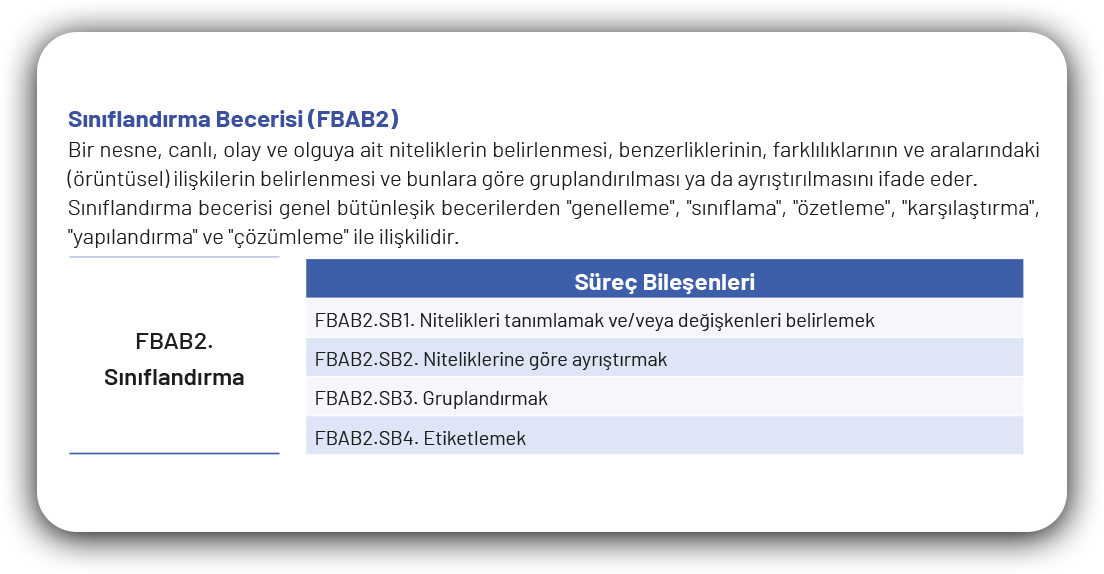 Sınıflandırma Becerisi (FBAB2)
Bir nesne, canlı, olay ve olguya ait niteliklerin belirlenmesi, benzerliklerinin, farklılıklarının ve aralarındaki
(örüntüsel) ilişkilerin belirlenmesi ve bunlara göre gruplandırılması ya da ayrıştırılmasını ifade eder.
Sınıflandırma becerisi genel bütünleşik becerilerden "genelleme", "sınıflama", "özetleme", "karşılaştırma",
"yapılandırma" ve "çözümleme" ile ilişkilidir.
FBAB2.
Sınıflandırma
Süreç Bileşenleri
FBAB2.SB1. Nitelikleri tanımlamak ve/veya değişkenleri belirlemek
FBAB2.SB2. Niteliklerine göre ayrıştırmak
FBAB2.SB3. Gruplandırmak
FBAB2.SB4. Etiketlemek